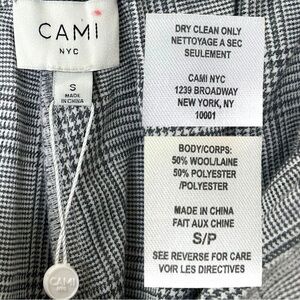 CAMI
NYC
S
MADE
IN CHINA
CAMI
NYC
DRY CLEAN ONLY
NETTOYAGE A SEC
SEULEMENT
CAMI NYC
1239 BROADWAY
NEW YORK, NY
10001
BODY/CORPS:
50% WOOL/LAINE
50% POLYESTER
/POLYESTER
MADE IN CHINA
FAIT AUX CHINE
S/P
SEE REVERSE FOR CARE
VOIR LES DIRECTIVES